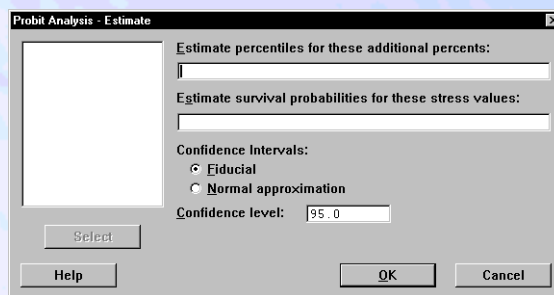 Probit Analysis - Estimate
Estimate percentiles for these additional percents:
Estimate survival probabilities for these stress values:
Confidence Intervals:
Fiducial
Normal approximation
Confidence level: 95.0
Select
Help OK Cancel